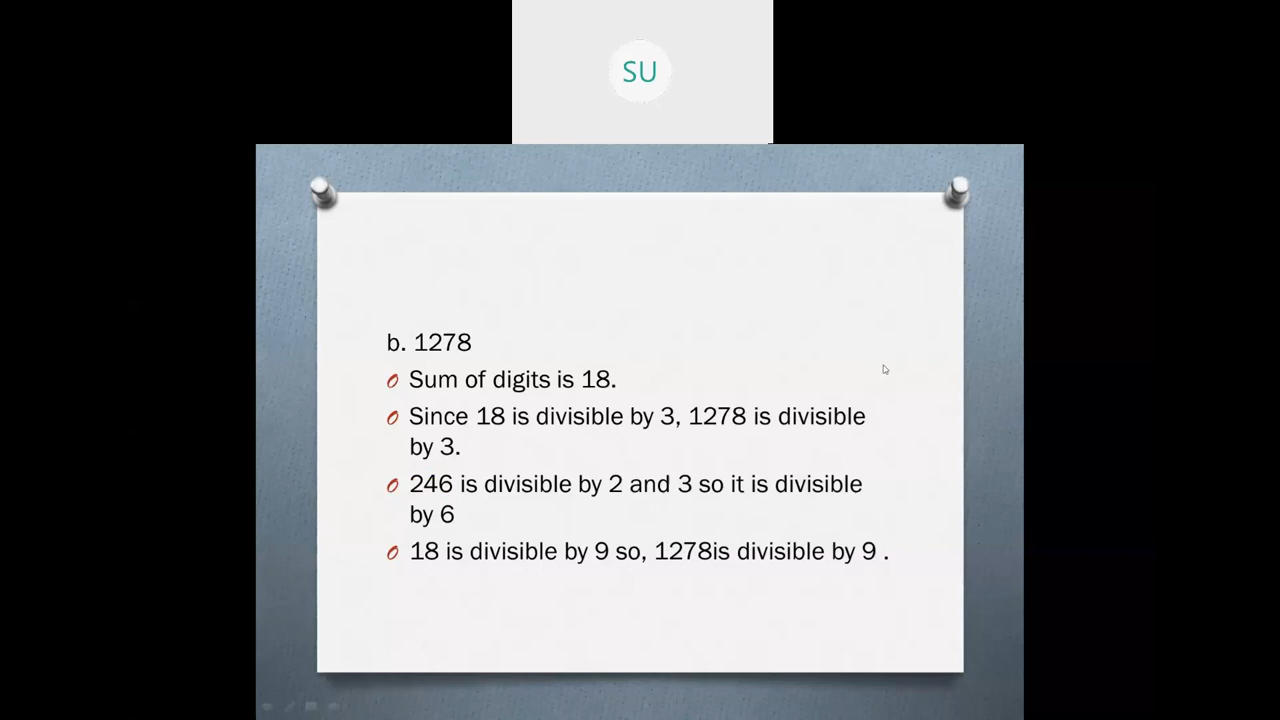 SU
b. 1278
Sum of digits is 18.
Since 18 is divisible by 3, 1278 is divisible
by 3.
246 is divisible by 2 and 3 so it is divisible
by 6
18 is divisible by 9 so, 1278is divisible by 9 .